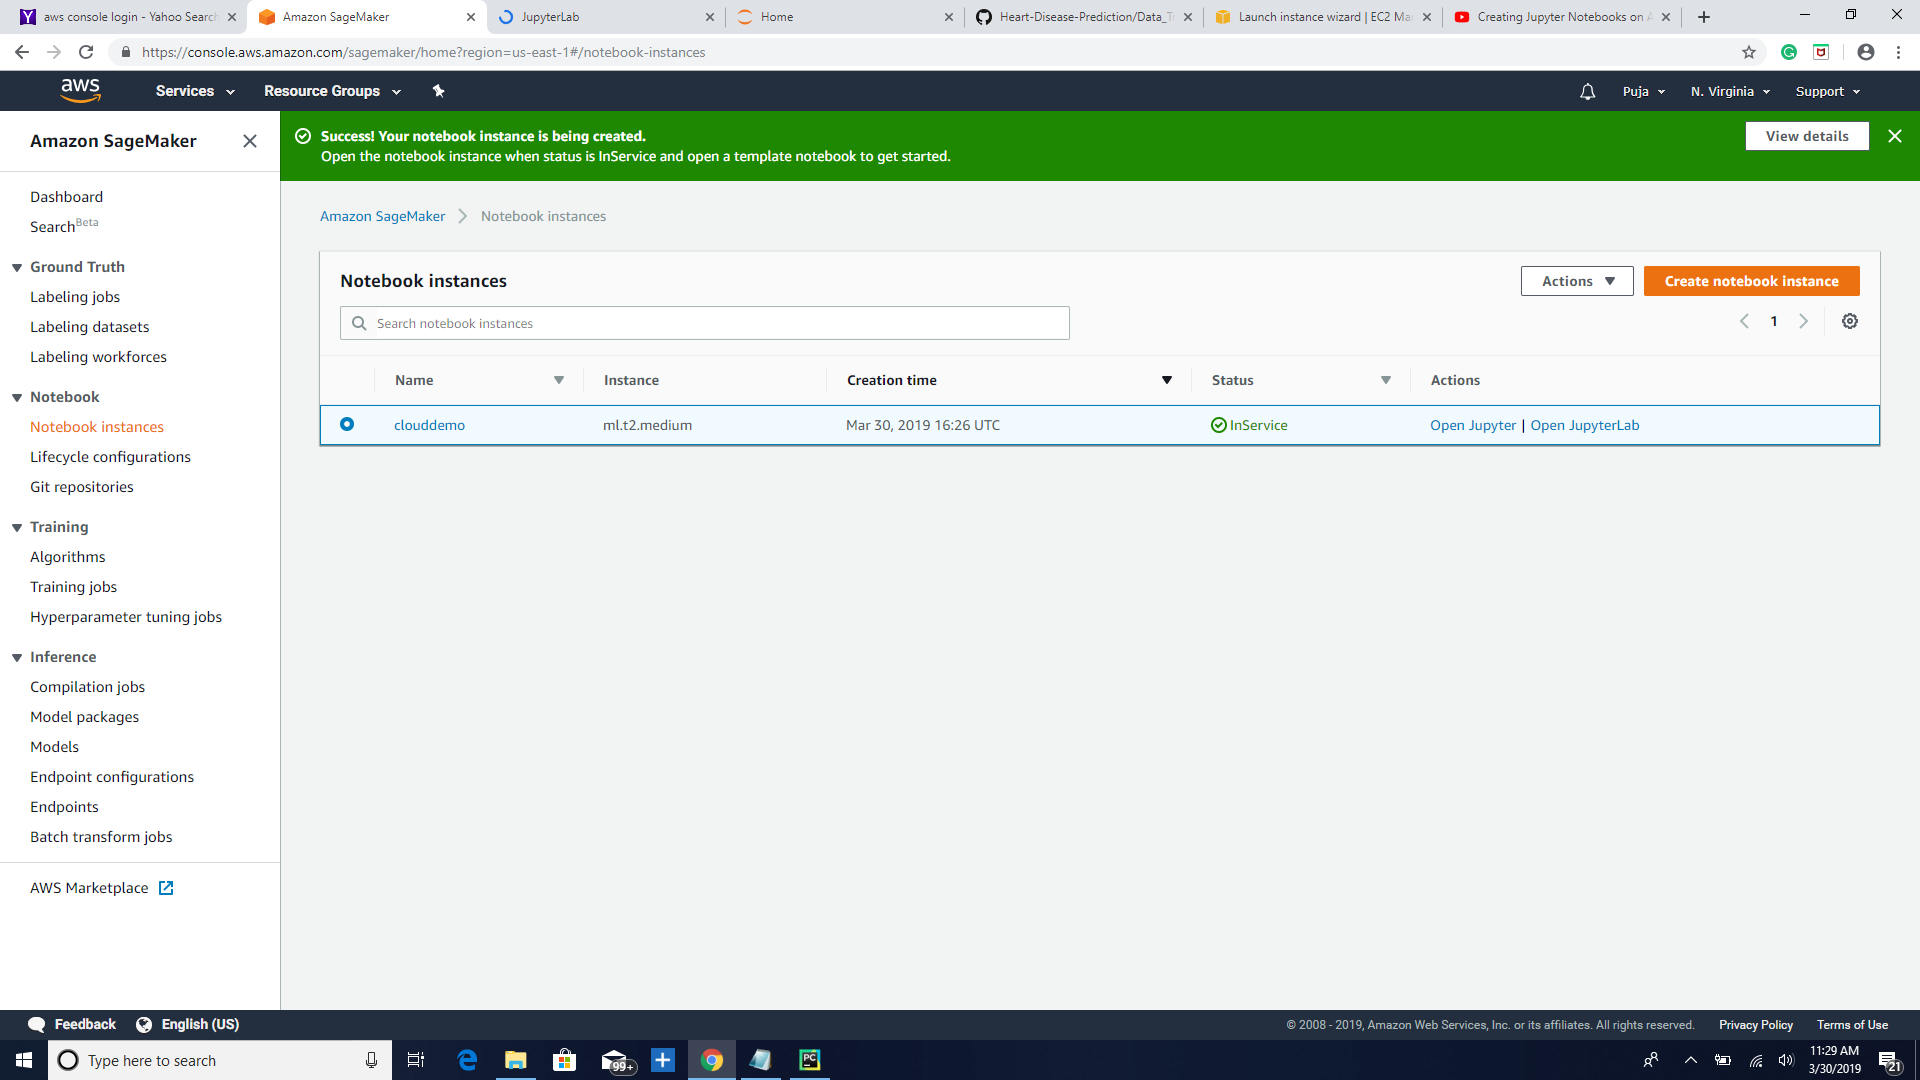 aws console login - Yahoo Search
Amazon SageMaker
JupyterLab
Home
Heart-Disease-Prediction/Data_T
Launch instance wizard | EC2 Ma
Creating Jupyter Notebooks on A
https://console.aws.amazon.com/sagemaker/home?region=us-east-1#/notebook-instances
aws
Services
Resource Groups
Puja
N. Virginia
Support
Amazon SageMaker
Success! Your notebook instance is being created.
Open the notebook instance when status is InService and open a template notebook to get started.
View details
Dashboard
Search Beta
Ground Truth
Labeling jobs
Labeling datasets
Labeling workforces
Notebook
Notebook instances
Lifecycle configurations
Git repositories
Training
Algorithms
Training jobs
Hyperparameter tuning jobs
Inference
Compilation jobs
Model packages
Models
Endpoint configurations
Endpoints
Batch transform jobs
AWS Marketplace
Amazon SageMaker
Notebook instances
Notebook instances
Actions
Create notebook instance
Search notebook instances
1
Name
Instance
Creation time
Status
Actions
clouddemo
ml.t2.medium
Mar 30, 2019 16:26 UTC
InService
Open Jupyter | Open JupyterLab
Feedback
English (US)
© 2008 - 2019, Amazon Web Services, Inc. or its affiliates. All rights reserved.
Privacy Policy
Terms of Use
Type here to search
99+
PC
11:29 AM
3/30/2019
21